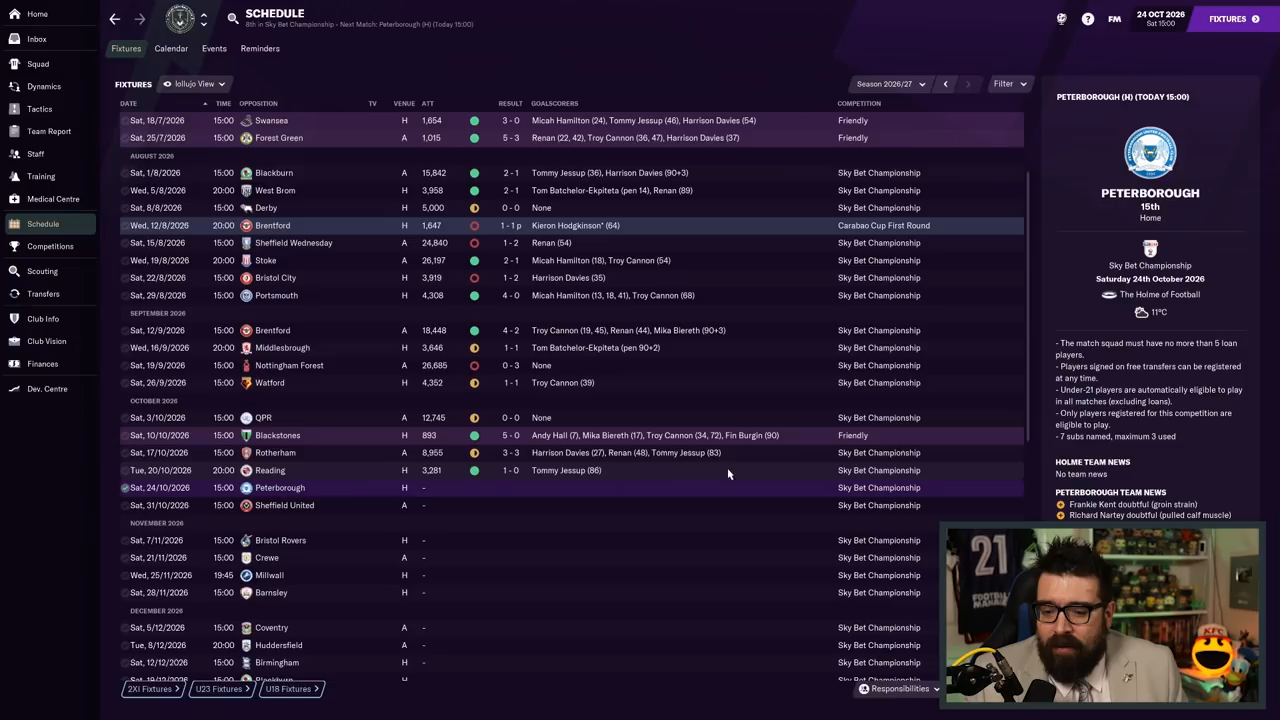 Home
Inbox
Squad
Dynamics
Tactics
Team Report
Staff
Training
Medical Centre
Schedule
Competitions
Scouting
Transfers
Club Info
Club Vision
Finances
Dev. Centre
SCHEDULE
8th in Sky Bet Championship - Next Match: Peterborough (H) (Today 15:00)
FM
24 OCT 2026
Sat 15:00
FIXTURES
Fixtures Calendar Events Reminders
FIXTURES lollujo View Season 2026/27 Filter
DATE TIME OPPOSITION TV VENUE ATT RESULT GOALSCORERS COMPETITION
Sat, 18/7/2026 15:00 Swansea H 1,654 3 - 0 Micah Hamilton (24), Tommy Jessup (46), Harrison Davies (54) Friendly
Sat, 25/7/2026 15:00 Forest Green A 1,015 5 - 3 Renan (22, 42), Troy Cannon (36, 47), Harrison Davies (37) Friendly
AUGUST 2026
Sat, 1/8/2026 15:00 Blackburn A 15,842 2 - 1 Tommy Jessup (36), Harrison Davies (90+3) Sky Bet Championship
Wed, 5/8/2026 20:00 West Brom H 3,958 2 - 1 Tom Batchelor-Ekpiteta (pen 14), Renan (89) Sky Bet Championship
Sat, 8/8/2026 15:00 Derby H 5,000 0 - 0 None Sky Bet Championship
Wed, 12/8/2026 20:00 Brentford H 1,647 1 - 1 p Kieron Hodgkinson* (64) Carabao Cup First Round
Sat, 15/8/2026 15:00 Sheffield Wednesday A 24,840 1 - 2 Renan (54) Sky Bet Championship
Wed, 19/8/2026 20:00 Stoke A 26,197 2 - 1 Micah Hamilton (18), Troy Cannon (54) Sky Bet Championship
Sat, 22/8/2026 15:00 Bristol City H 3,919 1 - 2 Harrison Davies (35) Sky Bet Championship
Sat, 29/8/2026 15:00 Portsmouth H 4,308 4 - 0 Micah Hamilton (13, 18, 41), Troy Cannon (68) Sky Bet Championship
SEPTEMBER 2026
Sat, 12/9/2026 15:00 Brentford A 18,448 4 - 2 Troy Cannon (19, 45), Renan (44), Mika Biereth (90+3) Sky Bet Championship
Wed, 16/9/2026 20:00 Middlesbrough H 3,646 1 - 1 Tom Batchelor-Ekpiteta (pen 90+2) Sky Bet Championship
Sat, 19/9/2026 15:00 Nottingham Forest A 26,685 0 - 3 None Sky Bet Championship
Sat, 26/9/2026 15:00 Watford H 4,352 1 - 1 Troy Cannon (39) Sky Bet Championship
OCTOBER 2026
Sat, 3/10/2026 15:00 QPR A 12,745 0 - 0 None Sky Bet Championship
Sat, 10/10/2026 15:00 Blackstones H 893 5 - 0 Andy Hall (7), Mika Biereth (17), Troy Cannon (34, 72), Fin Burgin (90) Friendly
Sat, 17/10/2026 15:00 Rotherham A 8,955 3 - 3 Harrison Davies (27), Renan (48), Tommy Jessup (83) Sky Bet Championship
Tue, 20/10/2026 20:00 Reading H 3,281 1 - 0 Tommy Jessup (86) Sky Bet Championship
Sat, 24/10/2026 15:00 Peterborough H - Sky Bet Championship
Sat, 31/10/2026 15:00 Sheffield United A - Sky Bet Championship
NOVEMBER 2026
Sat, 7/11/2026 15:00 Bristol Rovers H - Sky Bet Championship
Sat, 21/11/2026 15:00 Crewe A - Sky Bet Championship
Wed, 25/11/2026 19:45 Millwall H - Sky Bet Championship
Sat, 28/11/2026 15:00 Barnsley H - Sky Bet Championship
DECEMBER 2026
Sat, 5/12/2026 15:00 Coventry A - Sky Bet Championship
Tue, 8/12/2026 20:00 Huddersfield A - Sky Bet Championship
Sat, 12/12/2026 15:00 Birmingham H - Sky Bet Championship
Sat, 19/12/2026 15:00 Blackburn H - Sky Bet Championship
2XI Fixtures U23 Fixtures U18 Fixtures Responsibilities
PETERBOROUGH (H) (TODAY 15:00)
PETERBOROUGH
15th
Home
Sky Bet Championship
Saturday 24th October 2026
The Holme of Football
11°C
- The match squad must have no more than 5 loan
players.
- Players signed on free transfers can be registered
at any time.
- Under-21 players are automatically eligible to play
in all matches (excluding loans).
- Only players registered for this competition are
eligible to play.
- 7 subs named, maximum 3 used
HOLME TEAM NEWS
No team news
PETERBOROUGH TEAM NEWS
Frankie Kent doubtful (groin strain)
Richard Nartey doubtful (pulled calf muscle)
21
KFC